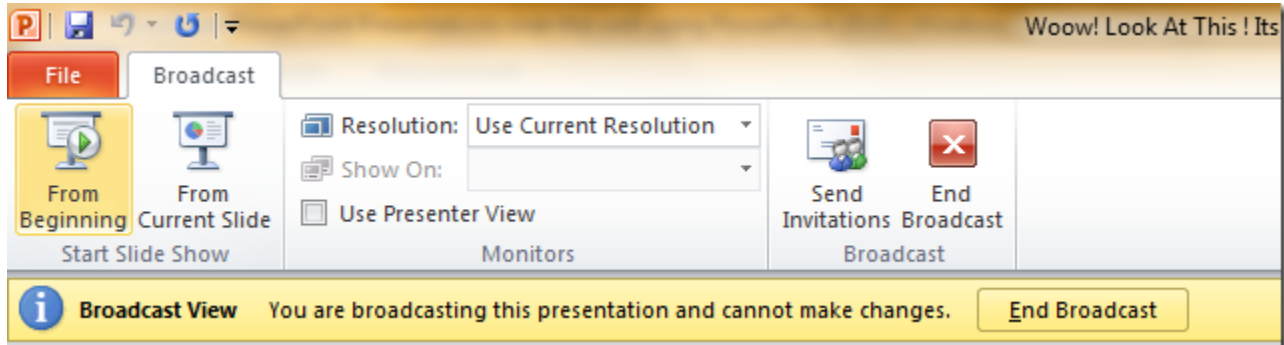 Woow! Look At This ! Its
File
Broadcast
From Beginning
From Current Slide
Start Slide Show
Resolution: Use Current Resolution
Show On:
Use Presenter View
Monitors
Send Invitations
End Broadcast
Broadcast
Broadcast View You are broadcasting this presentation and cannot make changes. End Broadcast